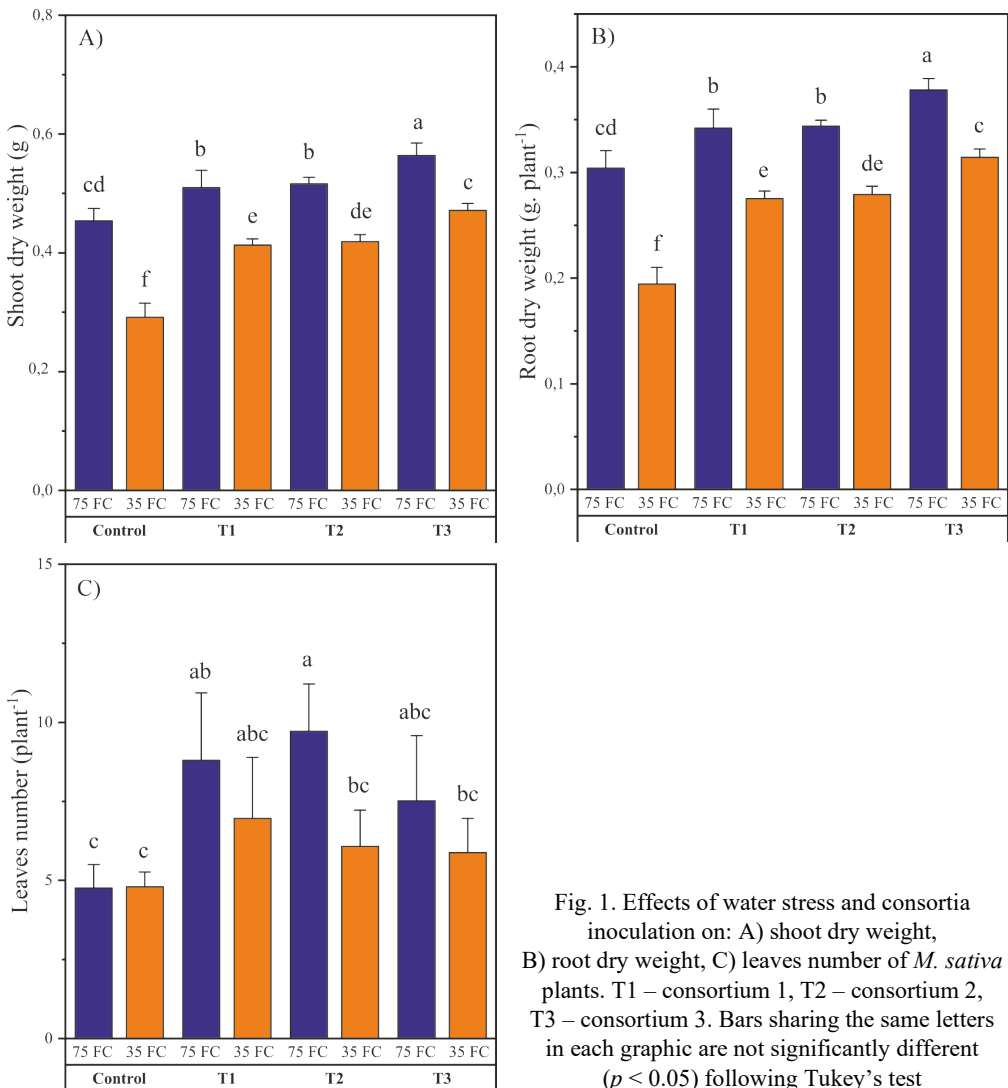 A)
Shoot dry weight (g
0,8
0,6
0,4
0,2
0,0
cd
f
b
e
b
de
a
c
75 FC 35 FC 75 FC 35 FC 75 FC 35 FC 75 FC 35 FC
Control T1 T2 T3
B)
Root dry weight (g. plant-1)
0,4
0,3
0,2
0,1
0,0
cd
f
b
e
b
de
a
c
75 FC 35 FC 75 FC 35 FC 75 FC 35 FC 75 FC 35 FC
Control T1 T2 T3
C)
Leaves number (plant-1)
15
10
5
0
c
c
ab
abc
a
bc
abc
bc
75 FC 35 FC 75 FC 35 FC 75 FC 35 FC 75 FC 35 FC
Control T1 T2 T3
Fig. 1. Effects of water stress and consortia
inoculation on: A) shoot dry weight,
B) root dry weight, C) leaves number of M. sativa
plants. T1 – consortium 1, T2 – consortium 2,
T3 – consortium 3. Bars sharing the same letters
in each graphic are not significantly different
(p < 0.05) following Tukey’s test